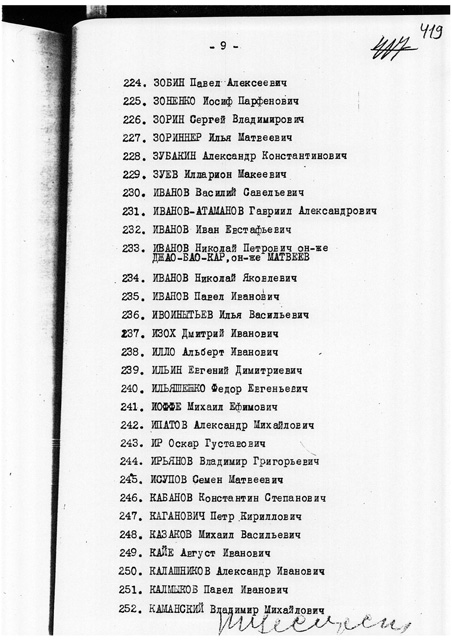 419
417
- 9 -
224. ЗОБИН Павел Алексеевич
225. ЗОНЕНКО Иосиф Парфенович
226. ЗОРИН Сергей Владимирович
227. ЗОРИННЕР Илья Матвеевич
228. ЗУБАКИН Александр Константинович
229. ЗУЕВ Илларион Макеевич
230. ИВАНОВ Василий Савельевич
231. ИВАНОВ-АТАМАНОВ Гавриил Александрович
232. ИВАНОВ Иван Евстафьевич
233. ИВАНОВ Николай Петрович он-же
ДЖАО-БАО-КАР, он-же МАТВЕЕВ
234. ИВАНОВ Николай Яковлевич
235. ИВАНОВ Павел Иванович
236. ИВОИНЫТЬЕВ Илья Васильевич
237. ИЗОХ Дмитрий Иванович
238. ИЛЛО Альберт Иванович
239. ИЛЬИН Евгений Димитриевич
240. ИЛЬЯШЕНКО Федор Евгеньевич
241. ИОФФЕ Михаил Ефимович
242. ИПАТОВ Александр Михайлович
243. ИР Оскар Густавович
244. ИРЬЯНОВ Владимир Григорьевич
245. ИСУПОВ Семен Матвеевич
246. КАБАНОВ Константин Степанович
247. КАГАНОВИЧ Петр Кириллович
248. КАЗАКОВ Михаил Васильевич
249. КАЙЕ Август Иванович
250. КАЛАШНИКОВ Александр Иванович
251. КАЛМЫКОВ Павел Иванович
252. КАМАНСКИЙ Владимир Михайлович